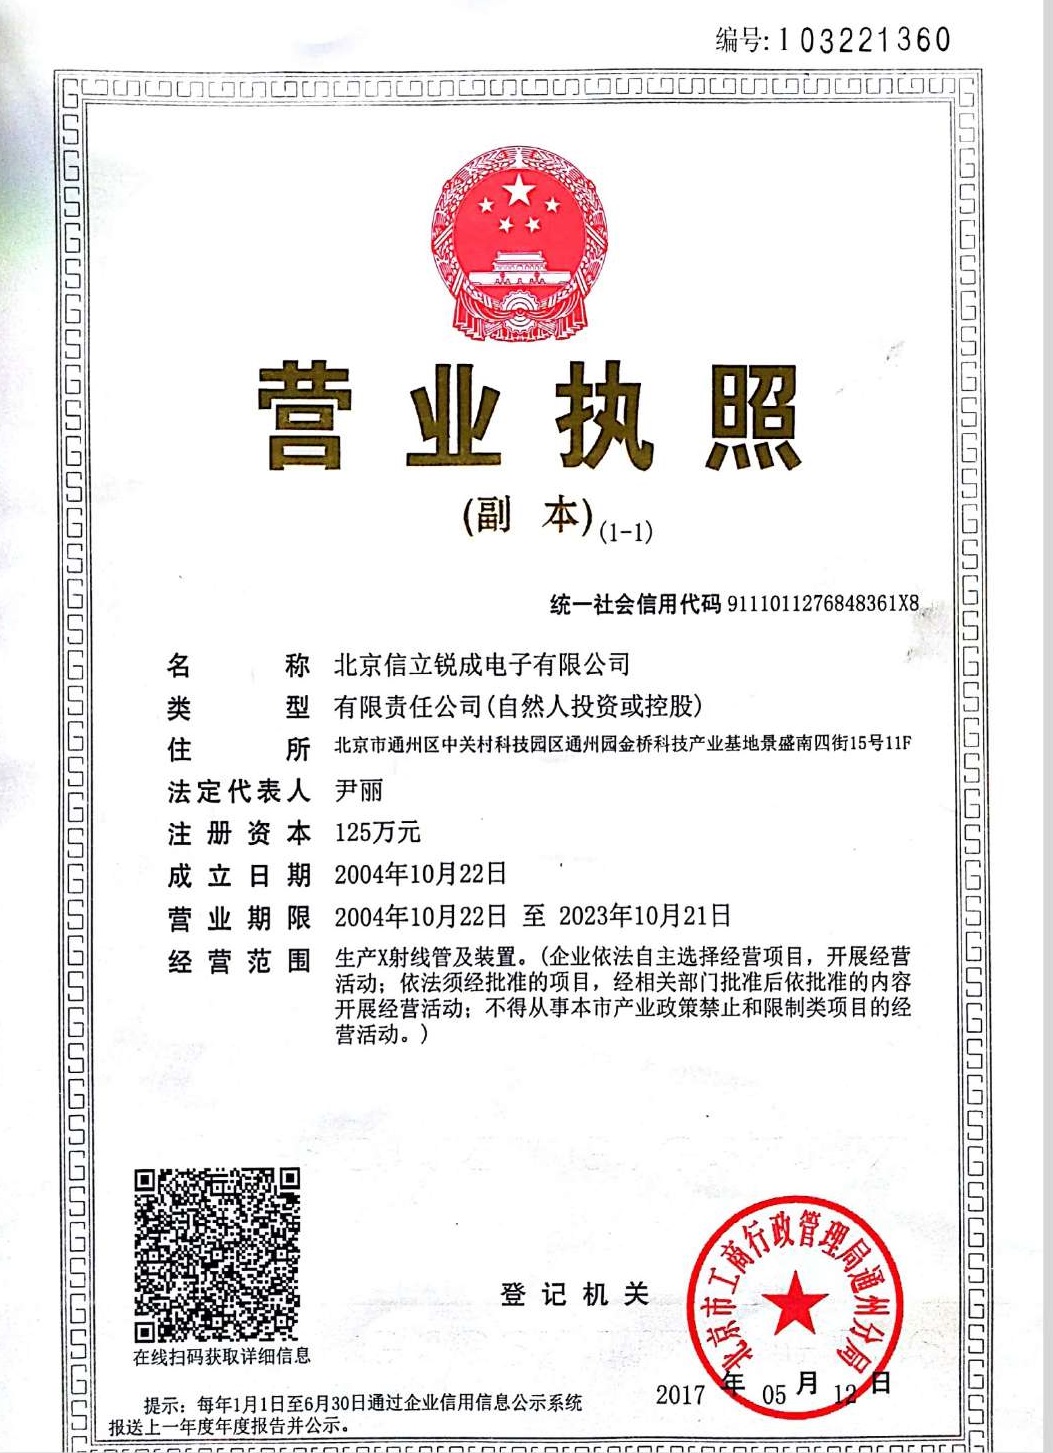 编号: 1 03221360
营业执照
(副 本)(1-1)
统一社会信用代码 9111011276848361X8
名 称 北京信立锐成电子有限公司
类 型 有限责任公司(自然人投资或控股)
住 所 北京市通州区中关村科技园区通州园金桥科技产业基地景盛南四街15号11F
法定代表人 尹丽
注册资本 125万元
成立日期 2004年10月22日
营业期限 2004年10月22日 至 2023年10月21日
经营范围 生产X射线管及装置。(企业依法自主选择经营项目，开展经营
活动；依法须经批准的项目，经相关部门批准后依批准的内容
开展经营活动；不得从事本市产业政策禁止和限制类项目的经
营活动。)
在线扫码获取详细信息
登记机关
北京市工商行政管理局通州分局
2017 年 05 月 12 日
提示：每年1月1日至6月30日通过企业信用信息公示系统
报送上一年度年度报告并公示。